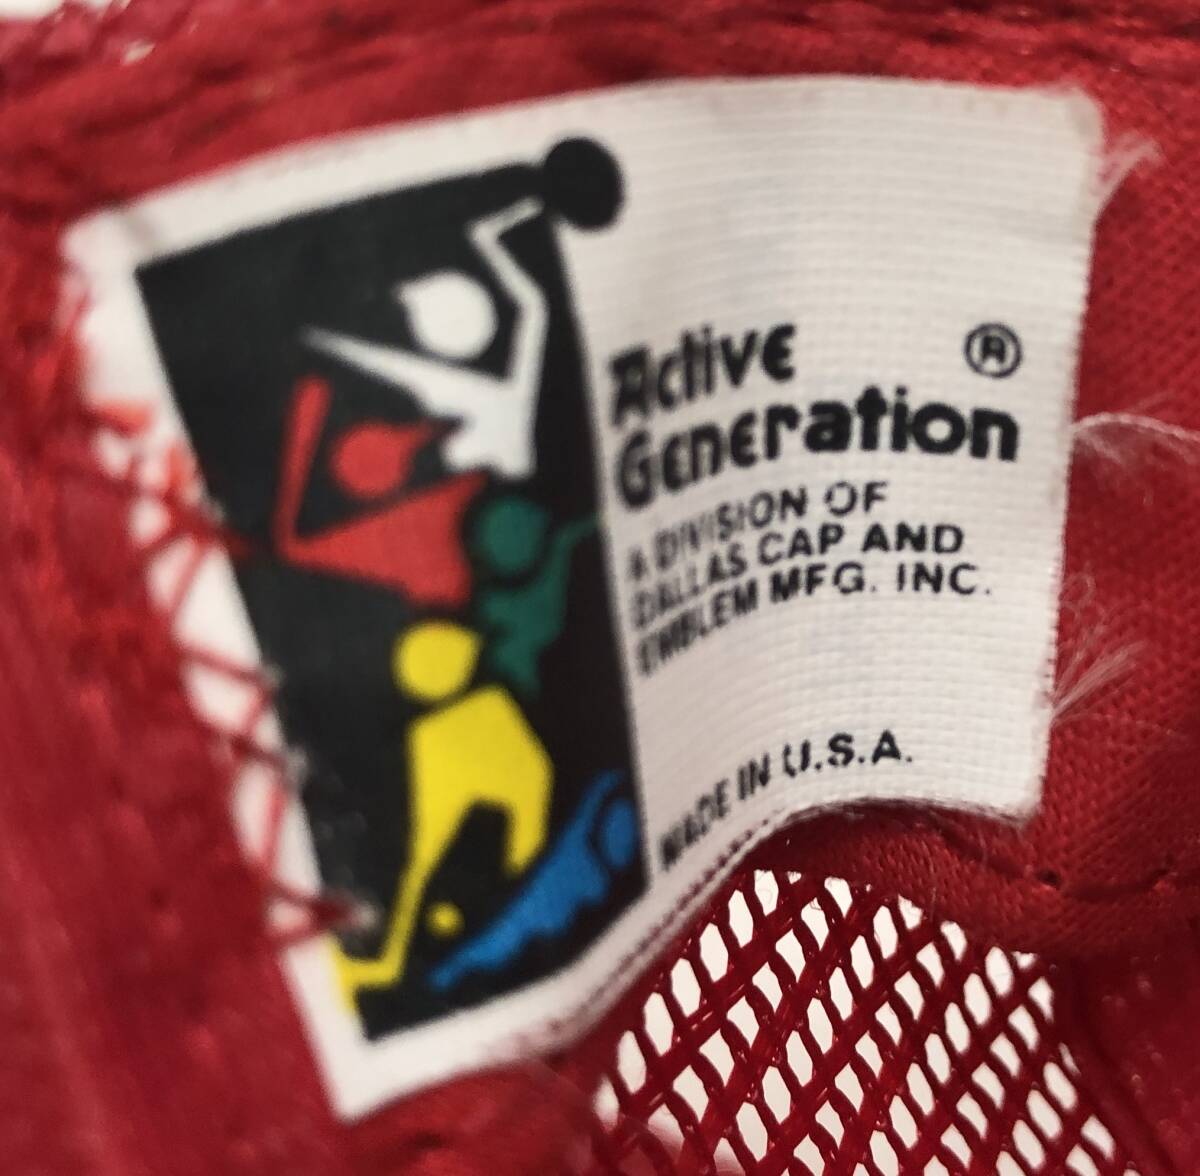 Active ®
Generation
A DIVISION OF
DALLAS CAP AND
EMBLEM MFG. INC.
MADE IN U.S.A.